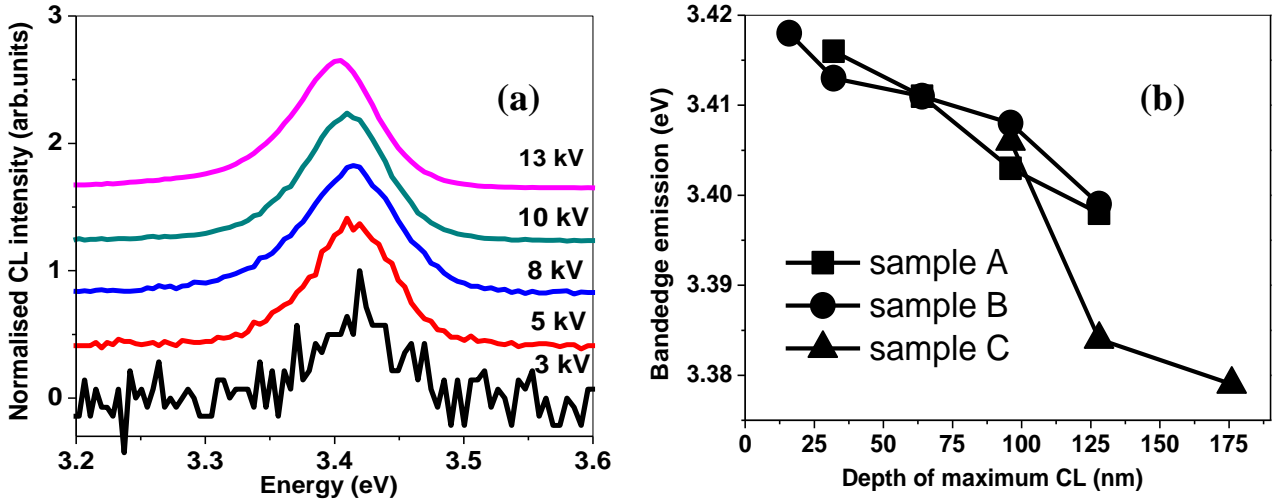 Normalised CL intensity (arb.units)
3
2
1
0
(a)
13 kV
10 kV
8 kV
5 kV
3 kV
3.2 3.3 3.4 3.5 3.6
Energy (eV)
Bandedge emission (eV)
3.42
3.41
3.40
3.39
3.38
(b)
sample A
sample B
sample C
0 25 50 75 100 125 150 175
Depth of maximum CL (nm)